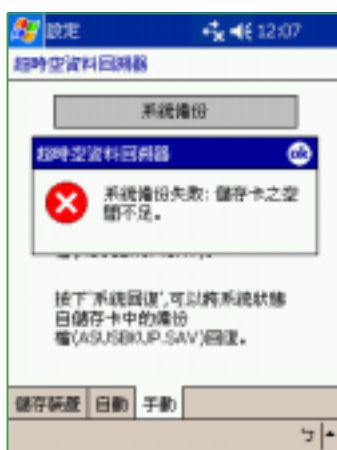 設定 12:07
超時空資料回溯器
系統備份
超時空資料回溯器 ok
系統備份失敗: 儲存卡之空
間不足。
按下'系統回復',可以將系統狀態
自儲存卡中的備份
檔(ASUSBKUP.SAV)回復。
儲存裝置 自動 手動
ㄅ